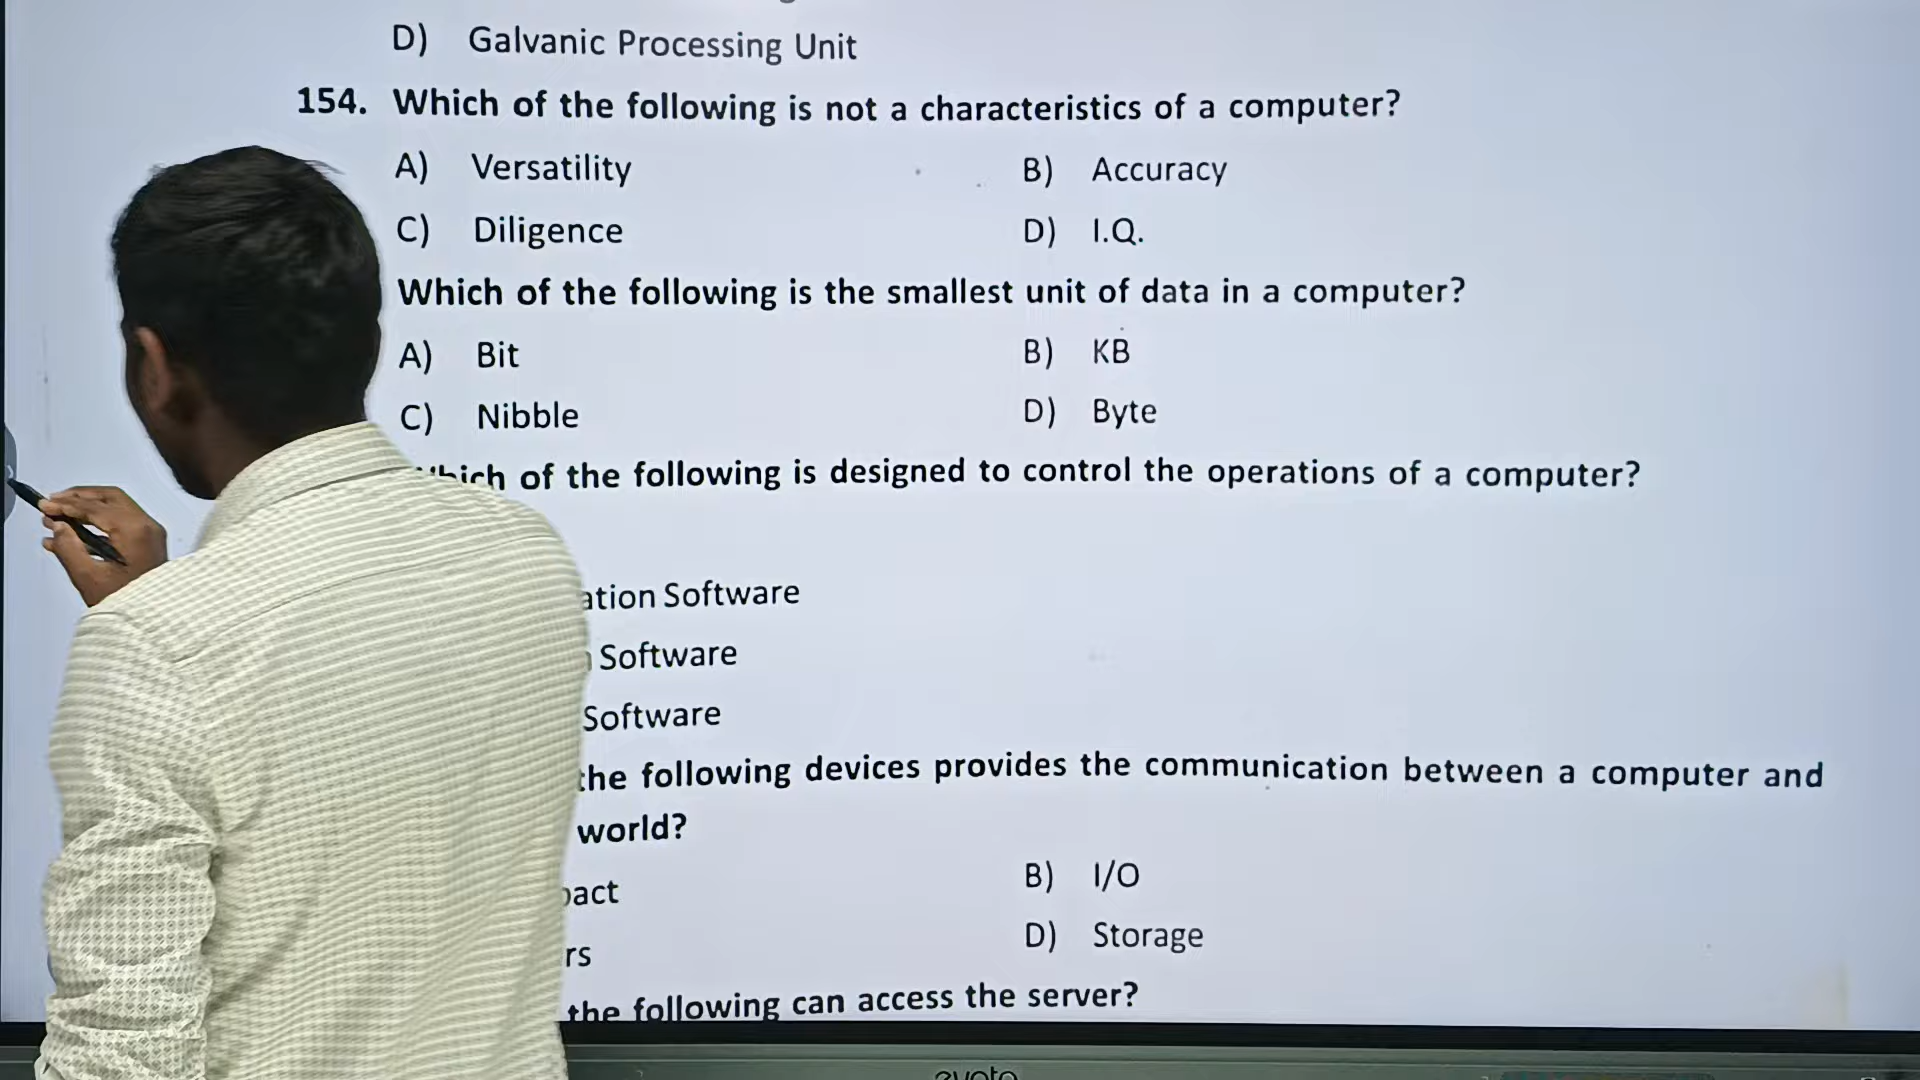 D) Galvanic Processing Unit
154. Which of the following is not a characteristics of a computer?
A) Versatility B) Accuracy
C) Diligence D) I.Q.
Which of the following is the smallest unit of data in a computer?
A) Bit B) KB
C) Nibble D) Byte
of the following is designed to control the operations of a computer?
Software
Software
Software
the following devices provides the communication between a computer and
world?
B) I/O
D) Storage
the following can access the server?